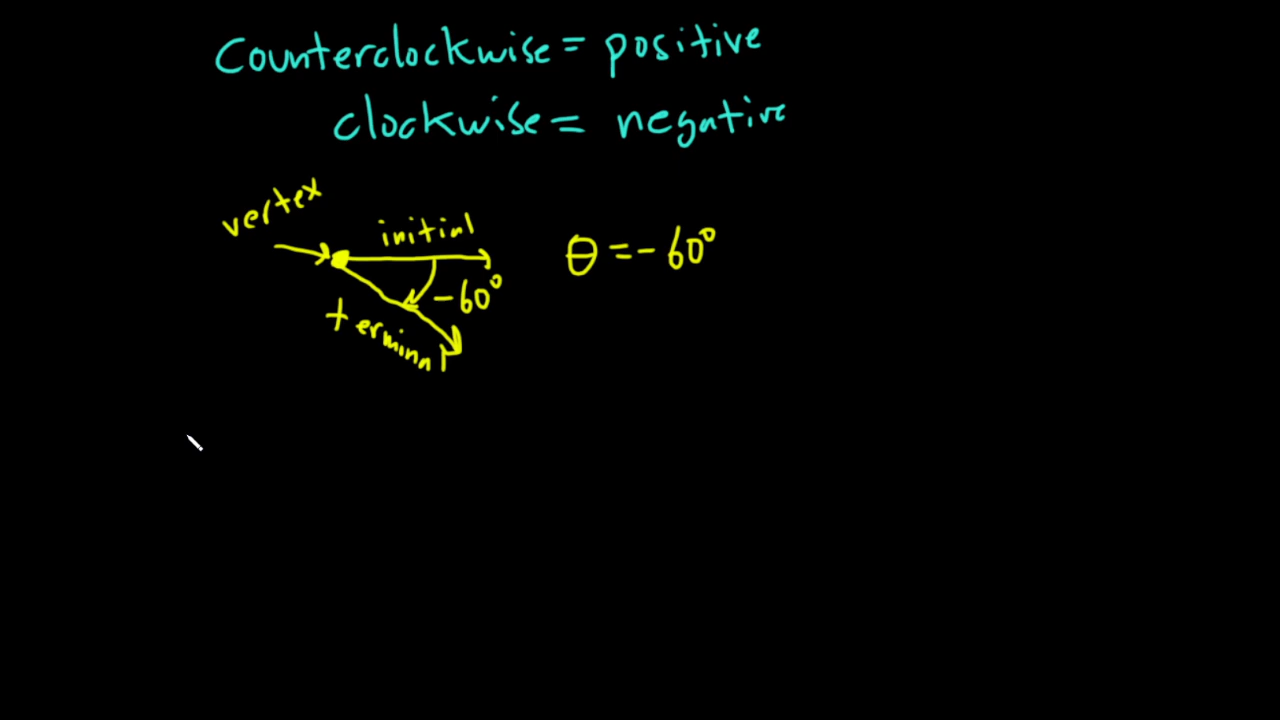 Counterclockwise = positive
clockwise = negative
vertex
initial
θ = - 60°
- 60°
terminal